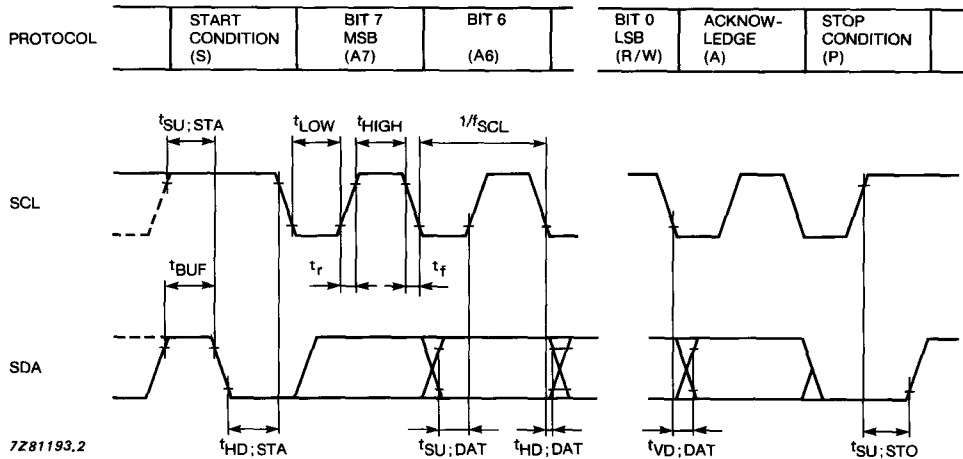 PROTOCOL
START
CONDITION
(S)
BIT 7
MSB
(A7)
BIT 6
(A6)
BIT 0
LSB
(R/W)
ACKNOW-
LEDGE
(A)
STOP
CONDITION
(P)
tSU;STA
tLOW
tHIGH
1/fSCL
SCL
tBUF
tr
tf
SDA
tHD;STA
tSU;DAT
tHD;DAT
tVD;DAT
tSU;STO
7Z81193.2